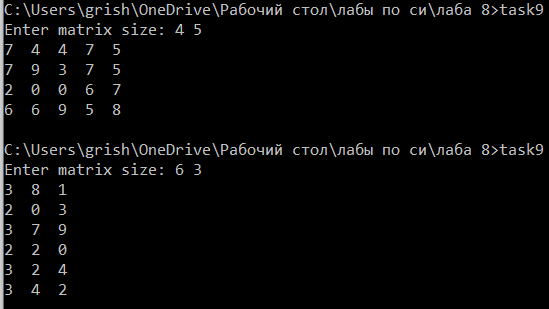 C:\Users\grish\OneDrive\Рабочий стол\лабы по си\лаба 8>task9
Enter matrix size: 4 5
7  4  4  7  5
7  9  3  7  5
2  0  0  6  7
6  6  9  5  8
C:\Users\grish\OneDrive\Рабочий стол\лабы по си\лаба 8>task9
Enter matrix size: 6 3
3  8  1
2  0  3
3  7  9
2  2  0
3  2  4
3  4  2